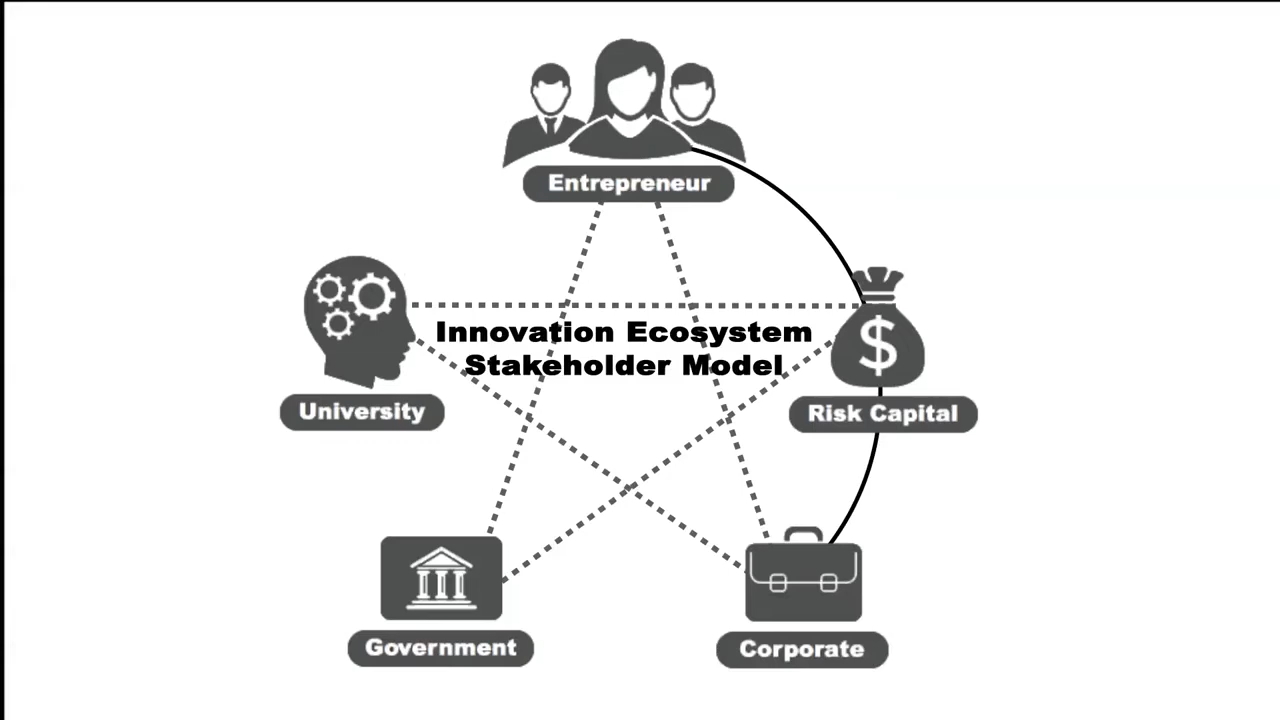 Entrepreneur
Innovation Ecosystem
Stakeholder Model
$
University
Risk Capital
Government
Corporate